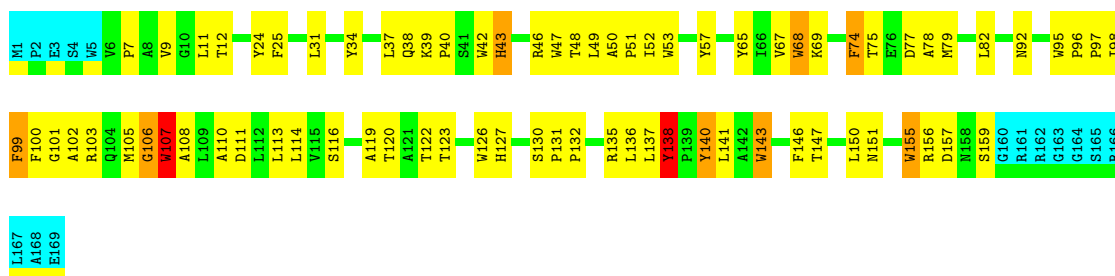 M1 P2 E3 S4 W5 V6 P7 A8 V9 G10 L11 T12 Y24 F25 L31 Y34 L37 Q38 K39 P40 S41 W42 H43 R46 W47 T48 L49 A50 P51 I52 W53 Y57 Y65 I66 V67 W68 K69 F74 T75 E76 D77 A78 M79 L82 N92 W95 P96 P97 I98
F99 F100 G101 A102 R103 Q104 M105 G106 W107 A108 L109 A110 D111 L112 L113 L114 V115 S116 A119 T120 A121 T122 T123 W126 H127 S130 P131 P132 R135 L136 L137 Y138 P139 Y140 L141 A142 W143 F146 T147 L150 N151 W155 R156 D157 N158 S159 G160 R161 R162 G163 G164 S165
L167 A168 E169